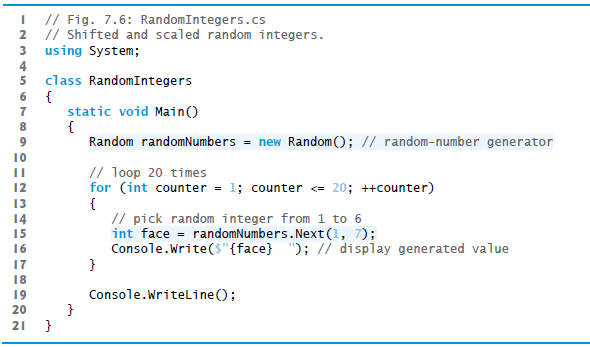 1 // Fig. 7.6: RandomIntegers.cs
2 // Shifted and scaled random integers.
3 using System;
4
5 class RandomIntegers
6 {
7 static void Main()
8 {
9 Random randomNumbers = new Random(); // random-number generator
10
11 // loop 20 times
12 for (int counter = 1; counter <= 20; ++counter)
13 {
14 // pick random integer from 1 to 6
15 int face = randomNumbers.Next(1, 7);
16 Console.Write($"{face}  "); // display generated value
17 }
18
19 Console.WriteLine();
20 }
21 }